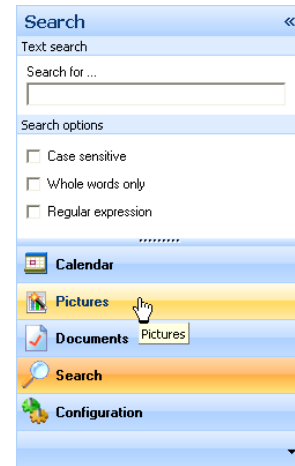 Search
Text search
Search for ...
Search options
Case sensitive
Whole words only
Regular expression
Calendar
Pictures
Documents
Pictures
Search
Configuration